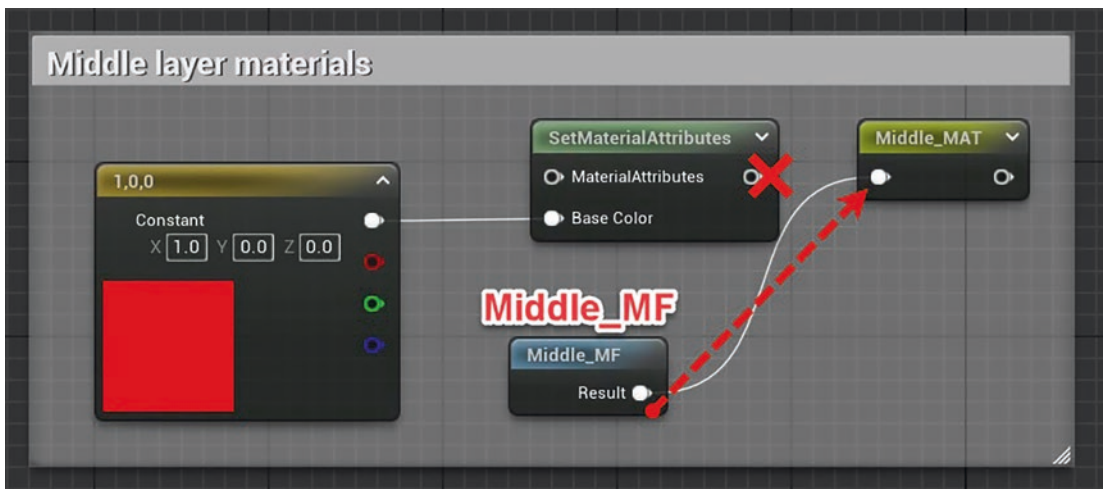 Middle layer materials
SetMaterialAttributes
Middle_MAT
1,0,0
MaterialAttributes
Constant
Base Color
X 1.0 Y 0.0 Z 0.0
Middle_MF
Middle_MF
Result